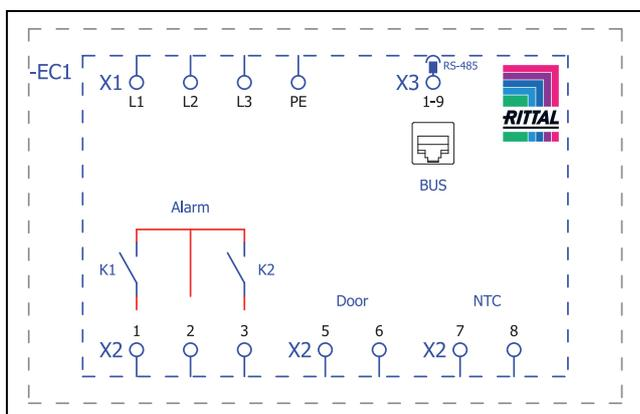 -EC1
X1
L1 L2 L3 PE
X3
RS-485
1-9
RITTAL
BUS
Alarm
K1
K2
Door
NTC
1 2 3 5 6 7 8
X2 X2 X2